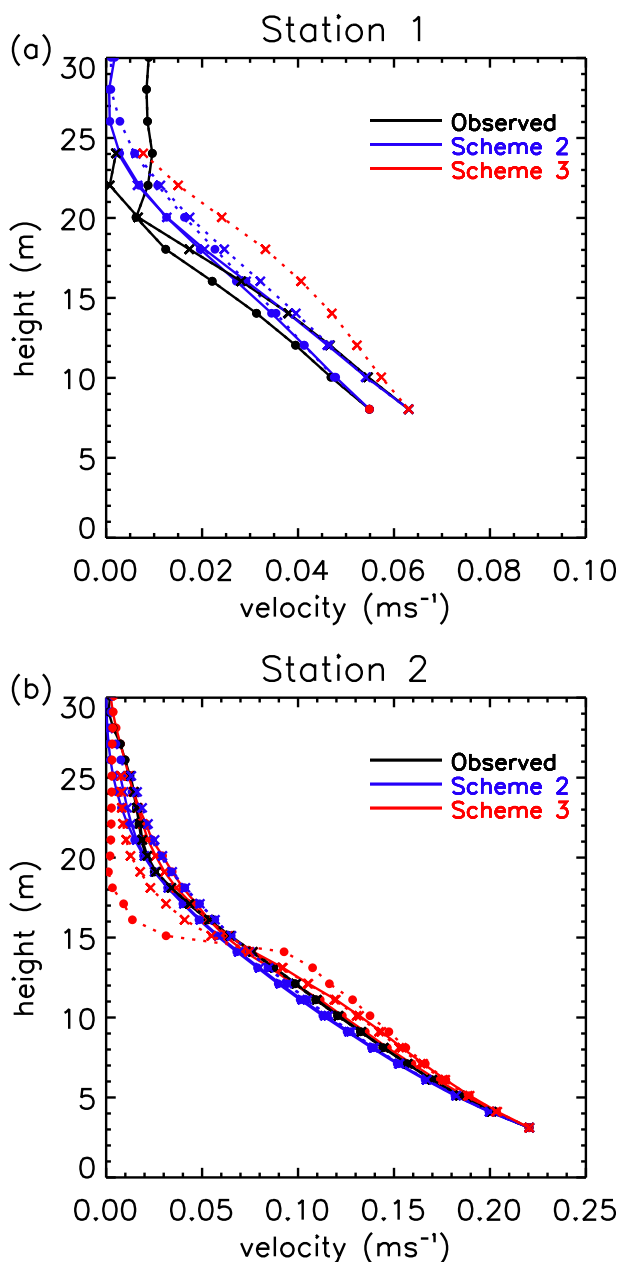 Station 1
(a)
30
25
20
15
10
5
0
height (m)
Observed
Scheme 2
Scheme 3
0.00 0.02 0.04 0.06 0.08 0.10
velocity (ms⁻¹)
Station 2
(b)
30
25
20
15
10
5
0
height (m)
Observed
Scheme 2
Scheme 3
0.00 0.05 0.10 0.15 0.20 0.25
velocity (ms⁻¹)